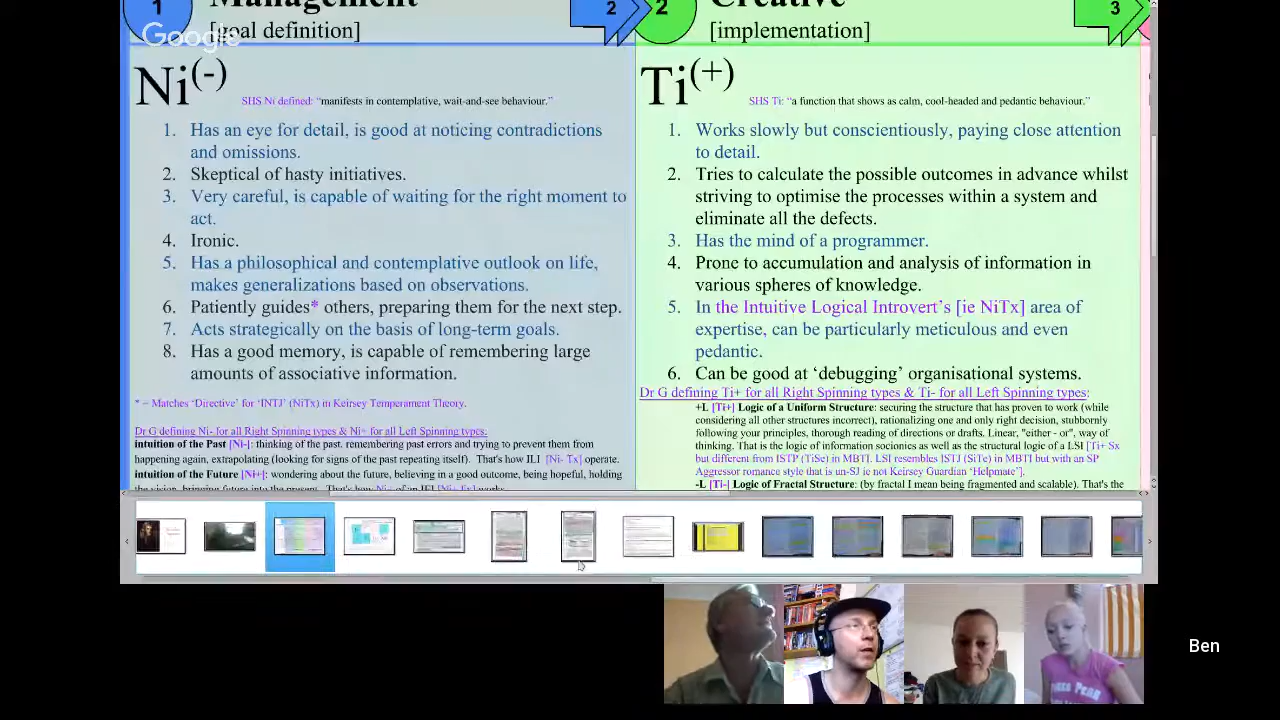 1
Management
2
2
Creative
3
Google
[goal definition]
[implementation]
Ni(-)
SHS Ni defined: “manifests in contemplative, wait-and-see behaviour.”
1. Has an eye for detail, is good at noticing contradictions
and omissions.
2. Skeptical of hasty initiatives.
3. Very careful, is capable of waiting for the right moment to
act.
4. Ironic.
5. Has a philosophical and contemplative outlook on life,
makes generalizations based on observations.
6. Patiently guides* others, preparing them for the next step.
7. Acts strategically on the basis of long-term goals.
8. Has a good memory, is capable of remembering large
amounts of associative information.
* = Matches ‘Directive’ for ‘INTJ’ (NiTx) in Keirsey Temperament Theory.
Dr G defining Ni- for all Right Spinning types & Ni+ for all Left Spinning types:
intuition of the Past [Ni-]: thinking of the past, remembering past errors and trying to prevent them from
happening again, extrapolating (looking for signs of the past repeating itself). That's how ILI [Ni- Tx] operate.
intuition of the Future [Ni+]: wondering about the future, believing in a good outcome, being hopeful, holding
the vision, bringing future into the present. That's how Ni+ of an IEI [Ni+ Fx] works.
Ti(+)
SHS Ti: “a function that shows as calm, cool-headed and pedantic behaviour.”
1. Works slowly but conscientiously, paying close attention
to detail.
2. Tries to calculate the possible outcomes in advance whilst
striving to optimise the processes within a system and
eliminate all the defects.
3. Has the mind of a programmer.
4. Prone to accumulation and analysis of information in
various spheres of knowledge.
5. In the Intuitive Logical Introvert’s [ie NiTx] area of
expertise, can be particularly meticulous and even
pedantic.
6. Can be good at ‘debugging’ organisational systems.
Dr G defining Ti+ for all Right Spinning types & Ti- for all Left Spinning types:
+L [Ti+] Logic of a Uniform Structure: securing the structure that has proven to work (while
considering all other structures incorrect), rationalizing one and only right decision, stubbornly
following your principles, thorough reading of directions or drafts. Linear, "either - or", way of
thinking. That is the logic of information socionics as well as the structural logic of a LSI [Ti+ Sx
but different from ISTP (TiSe) in MBTI. LSI resembles ISTJ (SiTe) in MBTI but with an SP
Aggressor romance style that is un-SJ ie not Keirsey Guardian ‘Helpmate’].
-L [Ti-] Logic of Fractal Structure: (by fractal I mean being fragmented and scalable). That's the
Ben